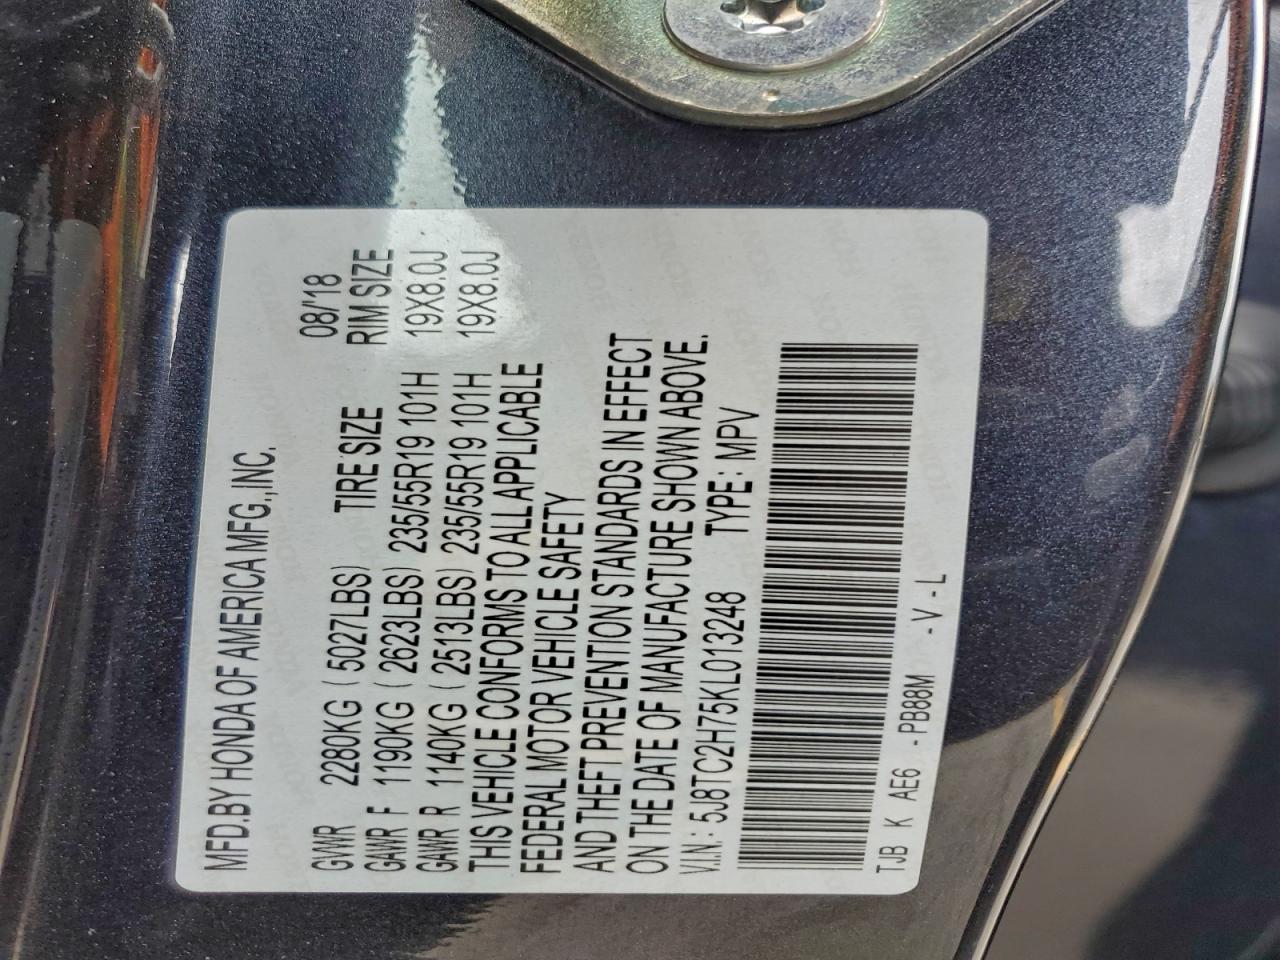 MFD.BY HONDA OF AMERICA MFG.,INC.
08/'18
GVWR 2280KG ( 5027LBS) TIRE SIZE RIM SIZE
GAWR F 1190KG ( 2623LBS) 235/55R19 101H 19X8.0J
GAWR R 1140KG ( 2513LBS) 235/55R19 101H 19X8.0J
THIS VEHICLE CONFORMS TO ALL APPLICABLE
FEDERAL MOTOR VEHICLE SAFETY
AND THEFT PREVENTION STANDARDS IN EFFECT
ON THE DATE OF MANUFACTURE SHOWN ABOVE.
V.I.N.: 5J8TC2H75KL013248 TYPE: MPV
TJB K AE6 -PB88M -V-L